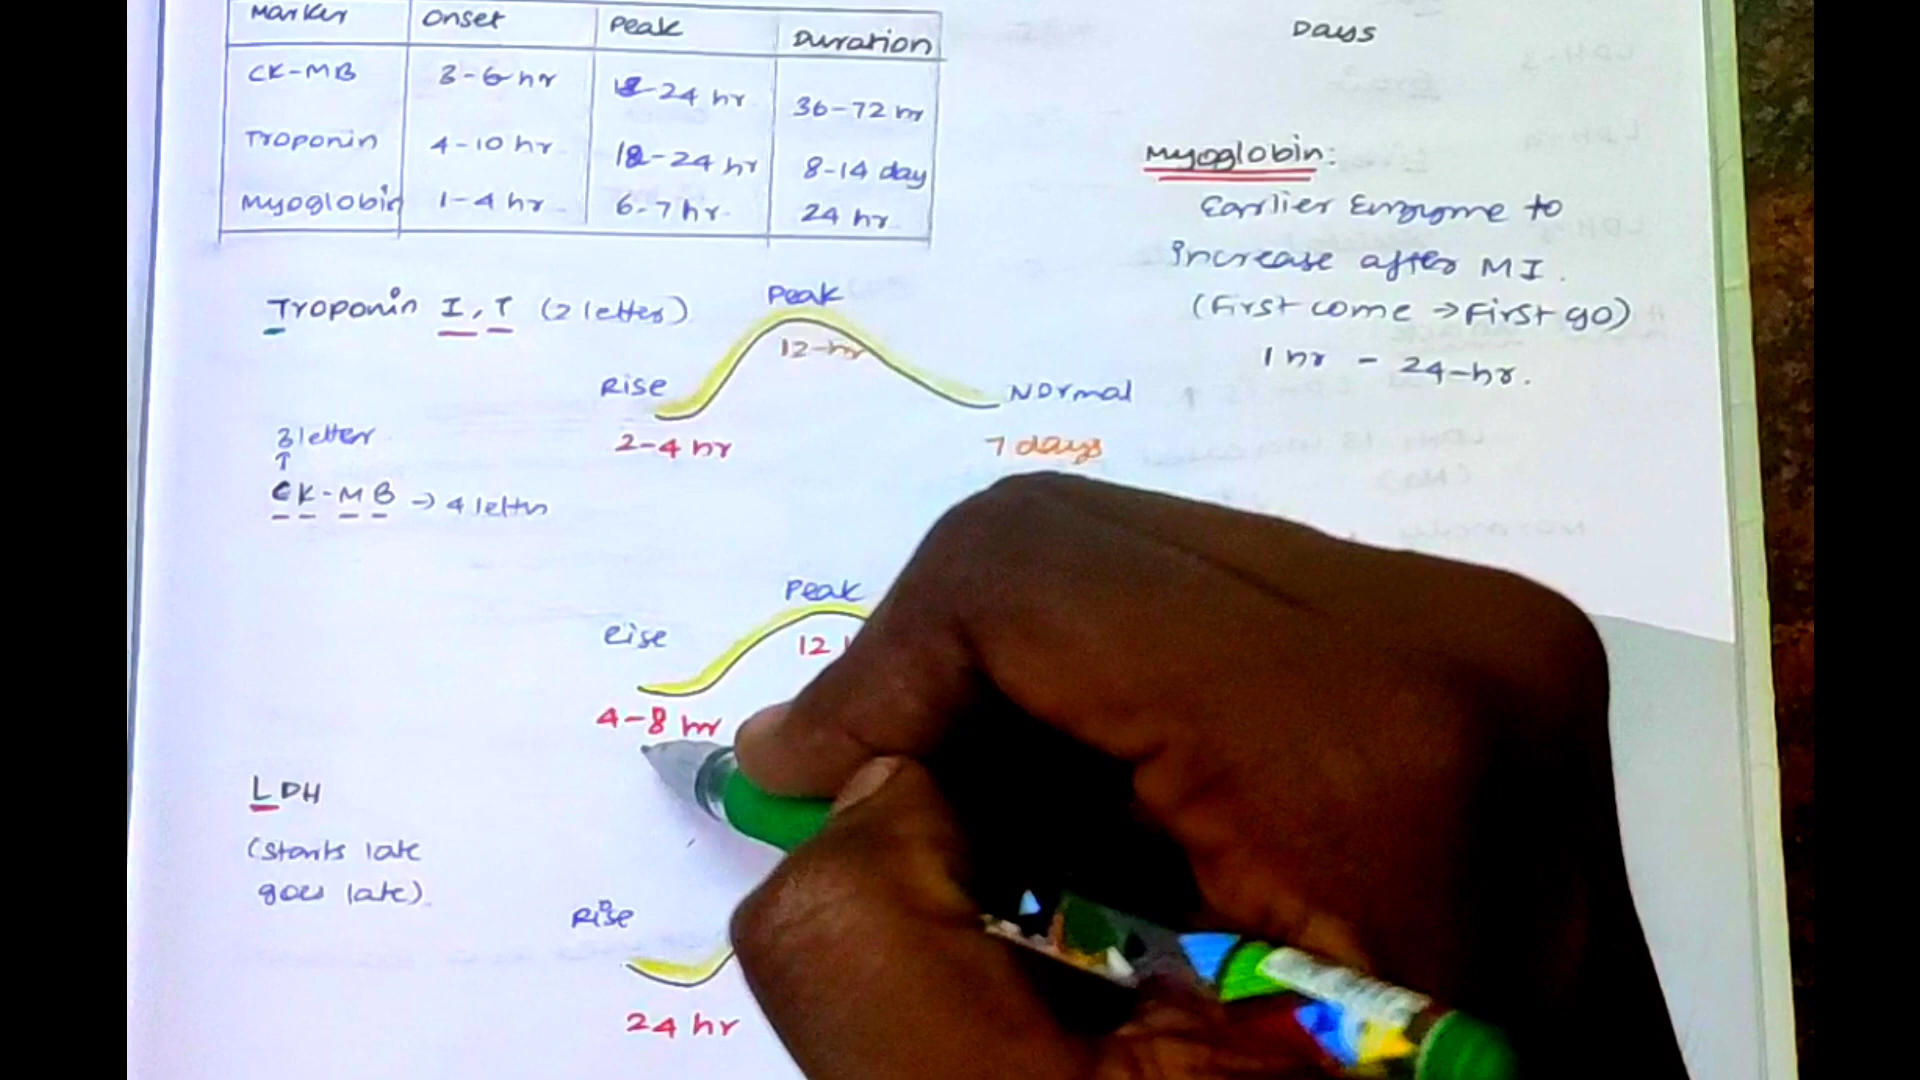 Marker Onset Peak Duration
CK-MB 3-6 hr 24 hr 36-72 hr
Troponin 4-10 hr 18-24 hr 8-14 day
Myoglobin 1-4 hr 6-7 hr 24 hr
Days
Myoglobin:
Earlier Enzyme to
increase after MI.
(First come → First go)
1 hr - 24-hr.
Troponin I, T (2 letter)
Peak
12-hr
Rise
Normal
2-4 hr
7 days
3 letter
↑
CK-MB → 4 letter
Peak
Rise
12
4-8 hr
LDH
(Starts late
goes late)
Rise
24 hr